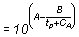 = 10^(A - B/(t_p + C_A))